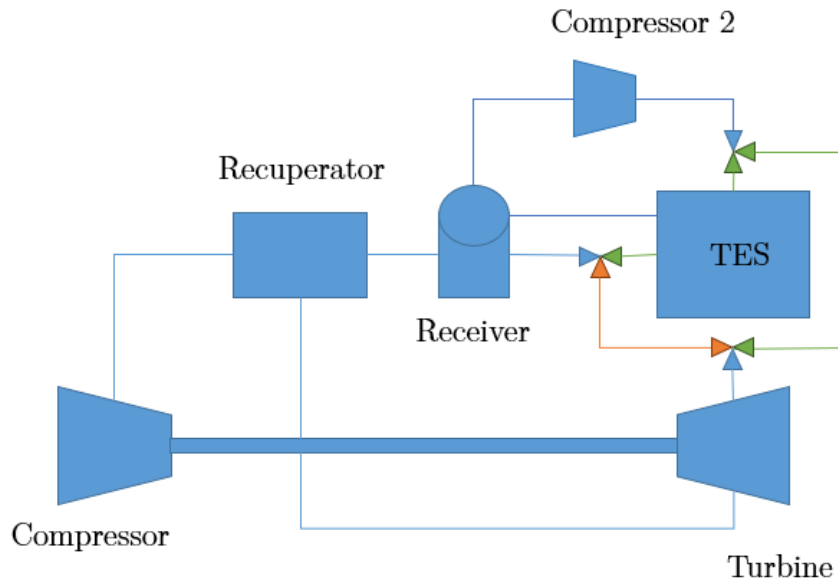 Compressor 2
Recuperator
TES
Receiver
Compressor
Turbine